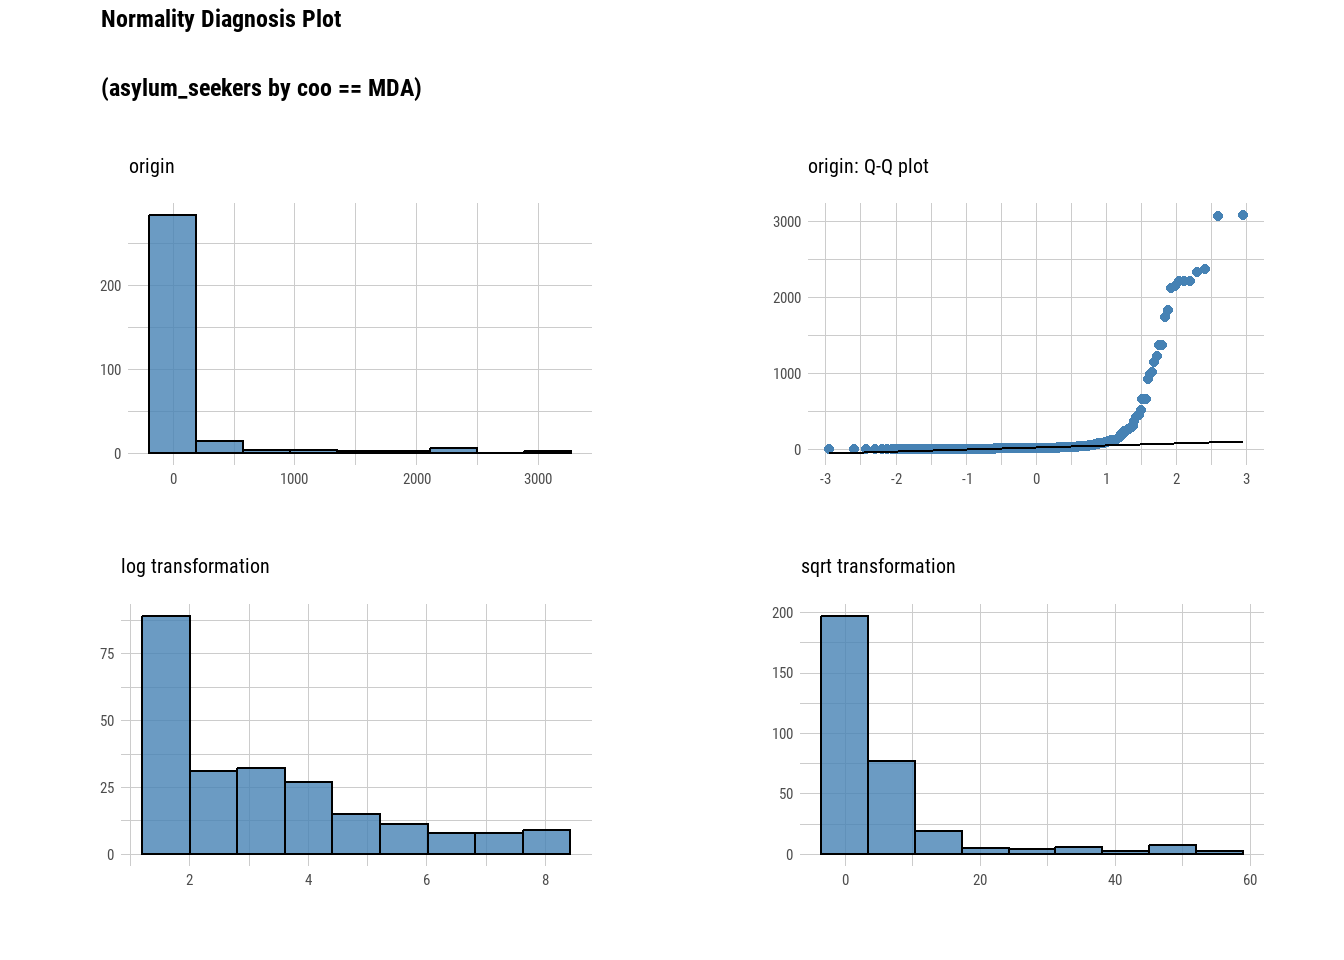 Normality Diagnosis Plot
(asylum_seekers by coo == MDA)
origin
200
100
0
0 1000 2000 3000
origin: Q-Q plot
3000
2000
1000
0
-3 -2 -1 0 1 2 3
log transformation
75
50
25
0
2 4 6 8
sqrt transformation
200
150
100
50
0
0 20 40 60